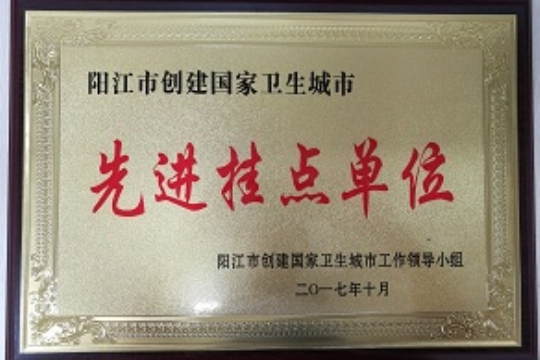 阳江市创建国家卫生城市
先进挂点单位
阳江市创建国家卫生城市工作领导小组
二〇一七年十月